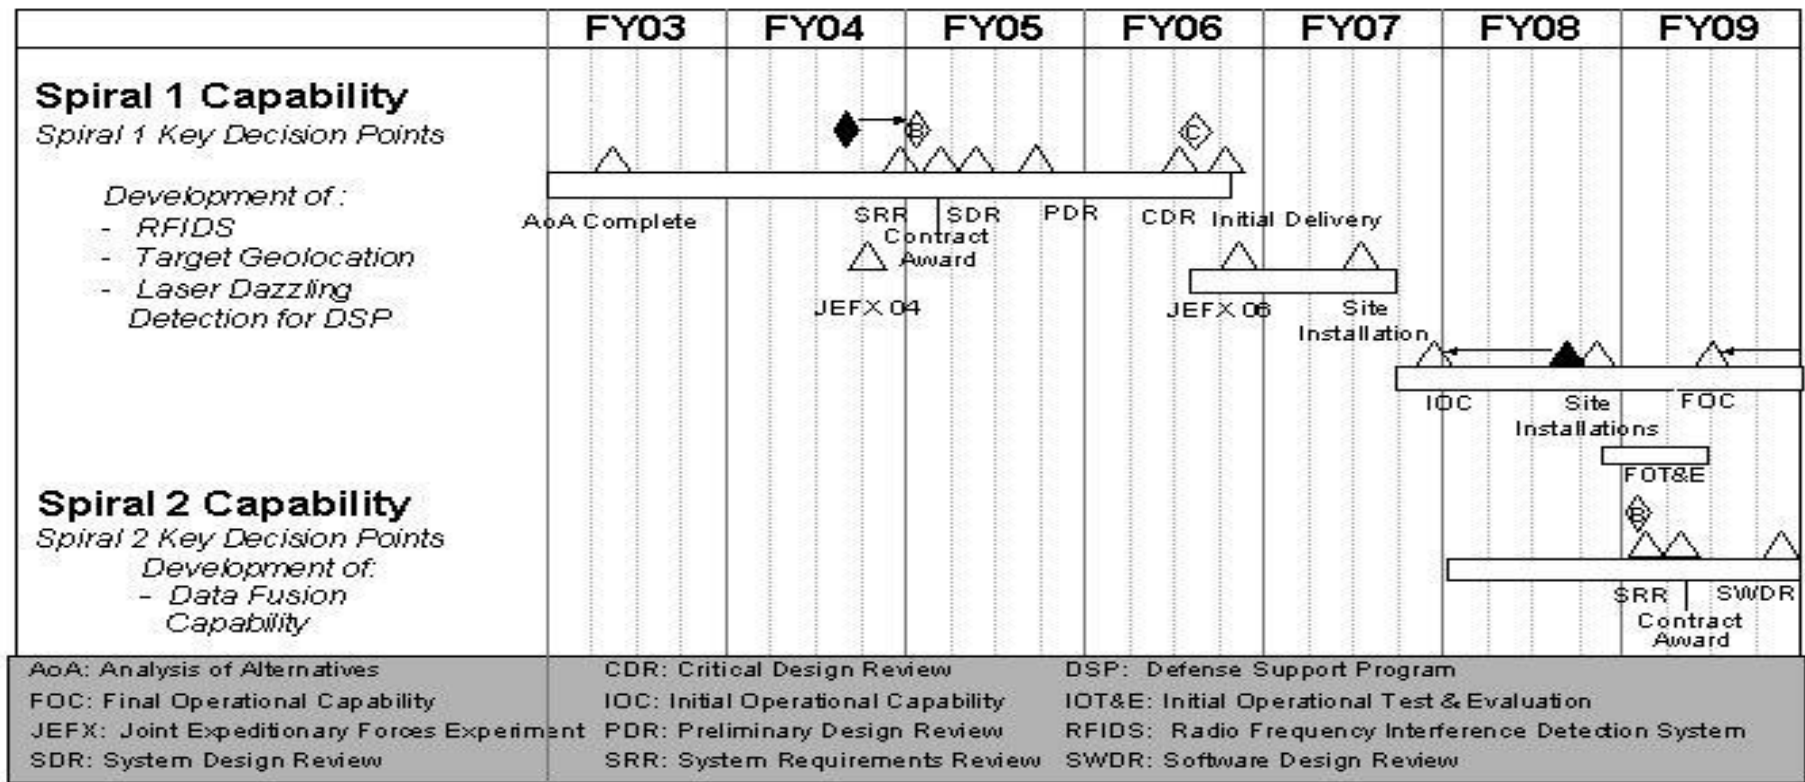 FY03 FY04 FY05 FY06 FY07 FY08 FY09
Spiral 1 Capability
Spiral 1 Key Decision Points
B
C
Development of :
- RFIDS
- Target Geolocation
- Laser Dazzling
Detection for DSP
AoA Complete
SRR
SDR
PDR
CDR
Initial Delivery
Contract
Award
JEFX 04
JEFX 06
Site
Installation
IOC
Site
Installations
FOC
FOT&E
Spiral 2 Capability
Spiral 2 Key Decision Points
B
Development of:
- Data Fusion
Capability
SRR
SWDR
Contract
Award
AoA: Analysis of Alternatives CDR: Critical Design Review DSP: Defense Support Program
FOC: Final Operational Capability IOC: Initial Operational Capability IOT&E: Initial Operational Test & Evaluation
JEFX: Joint Expeditionary Forces Experiment PDR: Preliminary Design Review RFIDS: Radio Frequency Interference Detection System
SDR: System Design Review SRR: System Requirements Review SWDR: Software Design Review